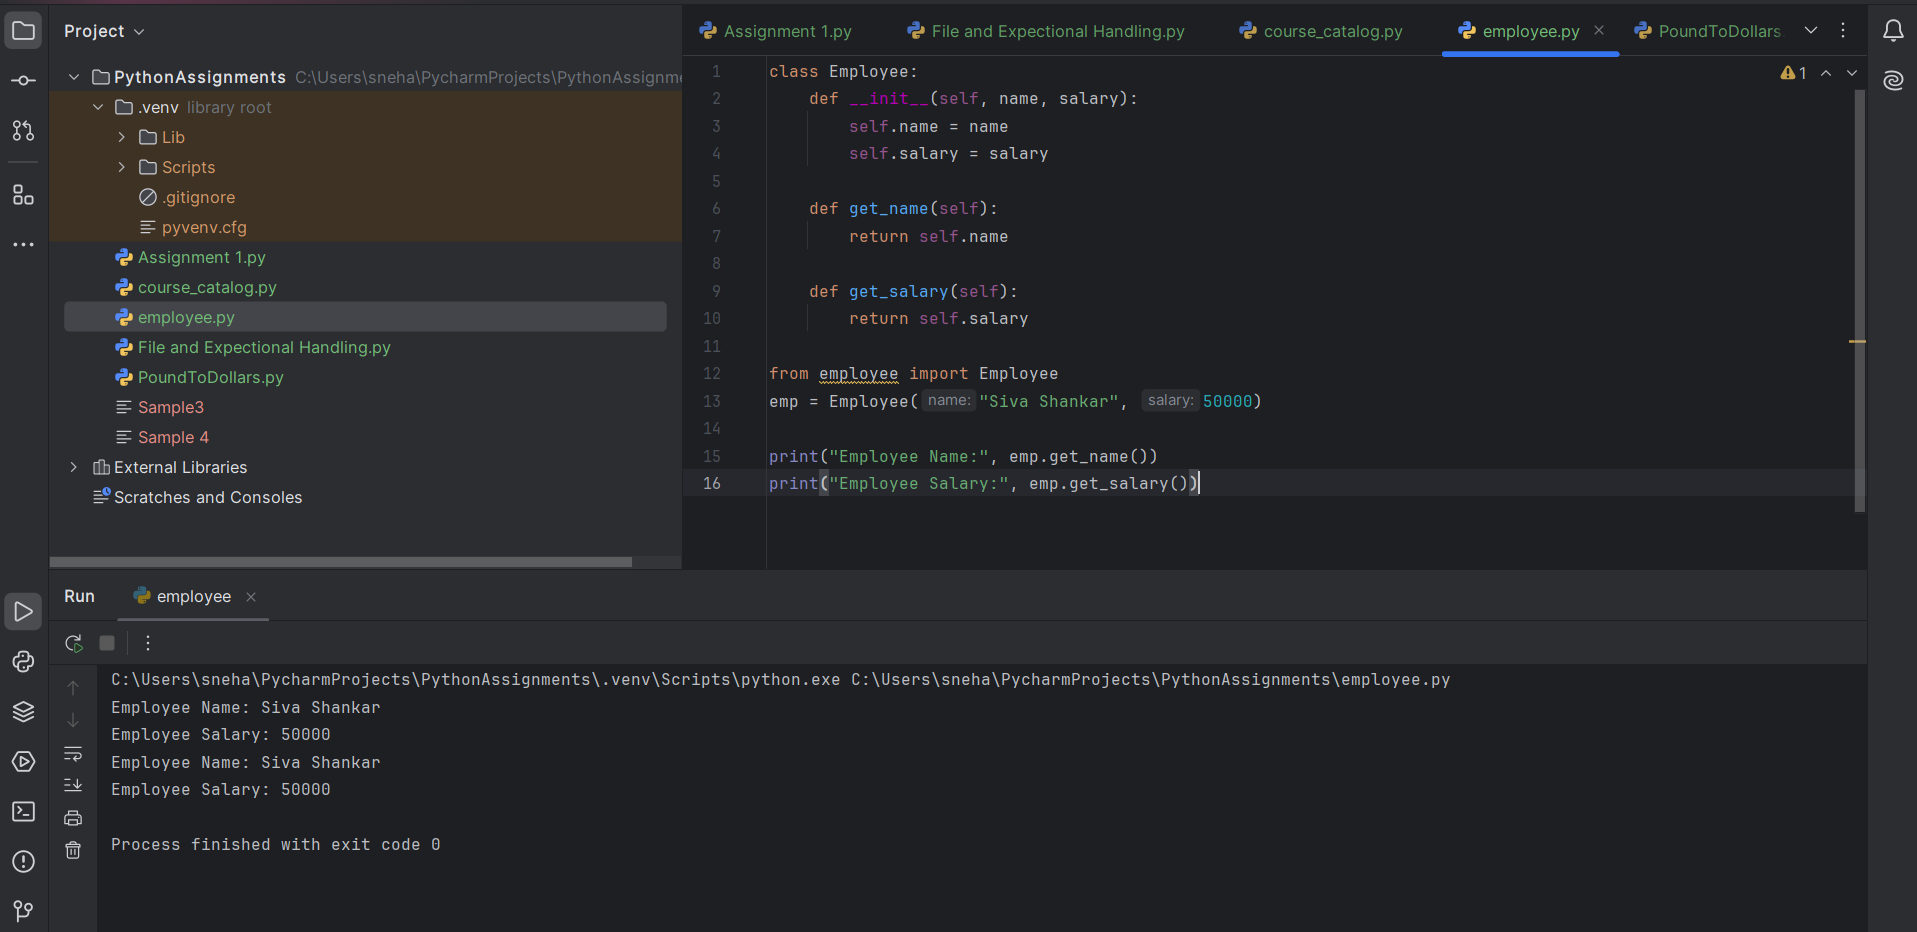 Project
PythonAssignments C:\Users\sneha\PycharmProjects\PythonAssignme
.venv library root
Lib
Scripts
.gitignore
pyvenv.cfg
Assignment 1.py
course_catalog.py
employee.py
File and Expectional Handling.py
PoundToDollars.py
Sample3
Sample 4
External Libraries
Scratches and Consoles
Assignment 1.py File and Expectional Handling.py course_catalog.py employee.py PoundToDollars
1
1 class Employee:
2     def __init__(self, name, salary):
3         self.name = name
4         self.salary = salary
5
6     def get_name(self):
7         return self.name
8
9     def get_salary(self):
10         return self.salary
11
12 from employee import Employee
13 emp = Employee( name: "Siva Shankar", salary: 50000)
14
15 print("Employee Name:", emp.get_name())
16 print("Employee Salary:", emp.get_salary())
Run employee
C:\Users\sneha\PycharmProjects\PythonAssignments\.venv\Scripts\python.exe C:\Users\sneha\PycharmProjects\PythonAssignments\employee.py
Employee Name: Siva Shankar
Employee Salary: 50000
Employee Name: Siva Shankar
Employee Salary: 50000
Process finished with exit code 0